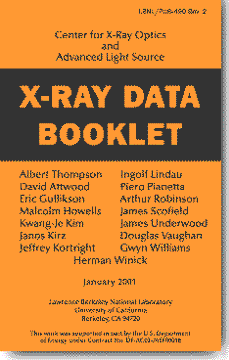 LBNL/PUB-490 Rev. 2
Center for X-Ray Optics
and
Advanced Light Source
X-RAY DATA
BOOKLET
Albert Thompson Ingolf Lindau
David Attwood Piero Pianetta
Eric Gullikson Arthur Robinson
Malcolm Howells James Scofield
Kwang-Je Kim James Underwood
Janos Kirz Douglas Vaughan
Jeffrey Kortright Gwyn Williams
Herman Winick
January 2001
Lawrence Berkeley National Laboratory
University of California
Berkeley, CA 94720
This work was supported in part by the U.S. Department
of Energy under Contract No.